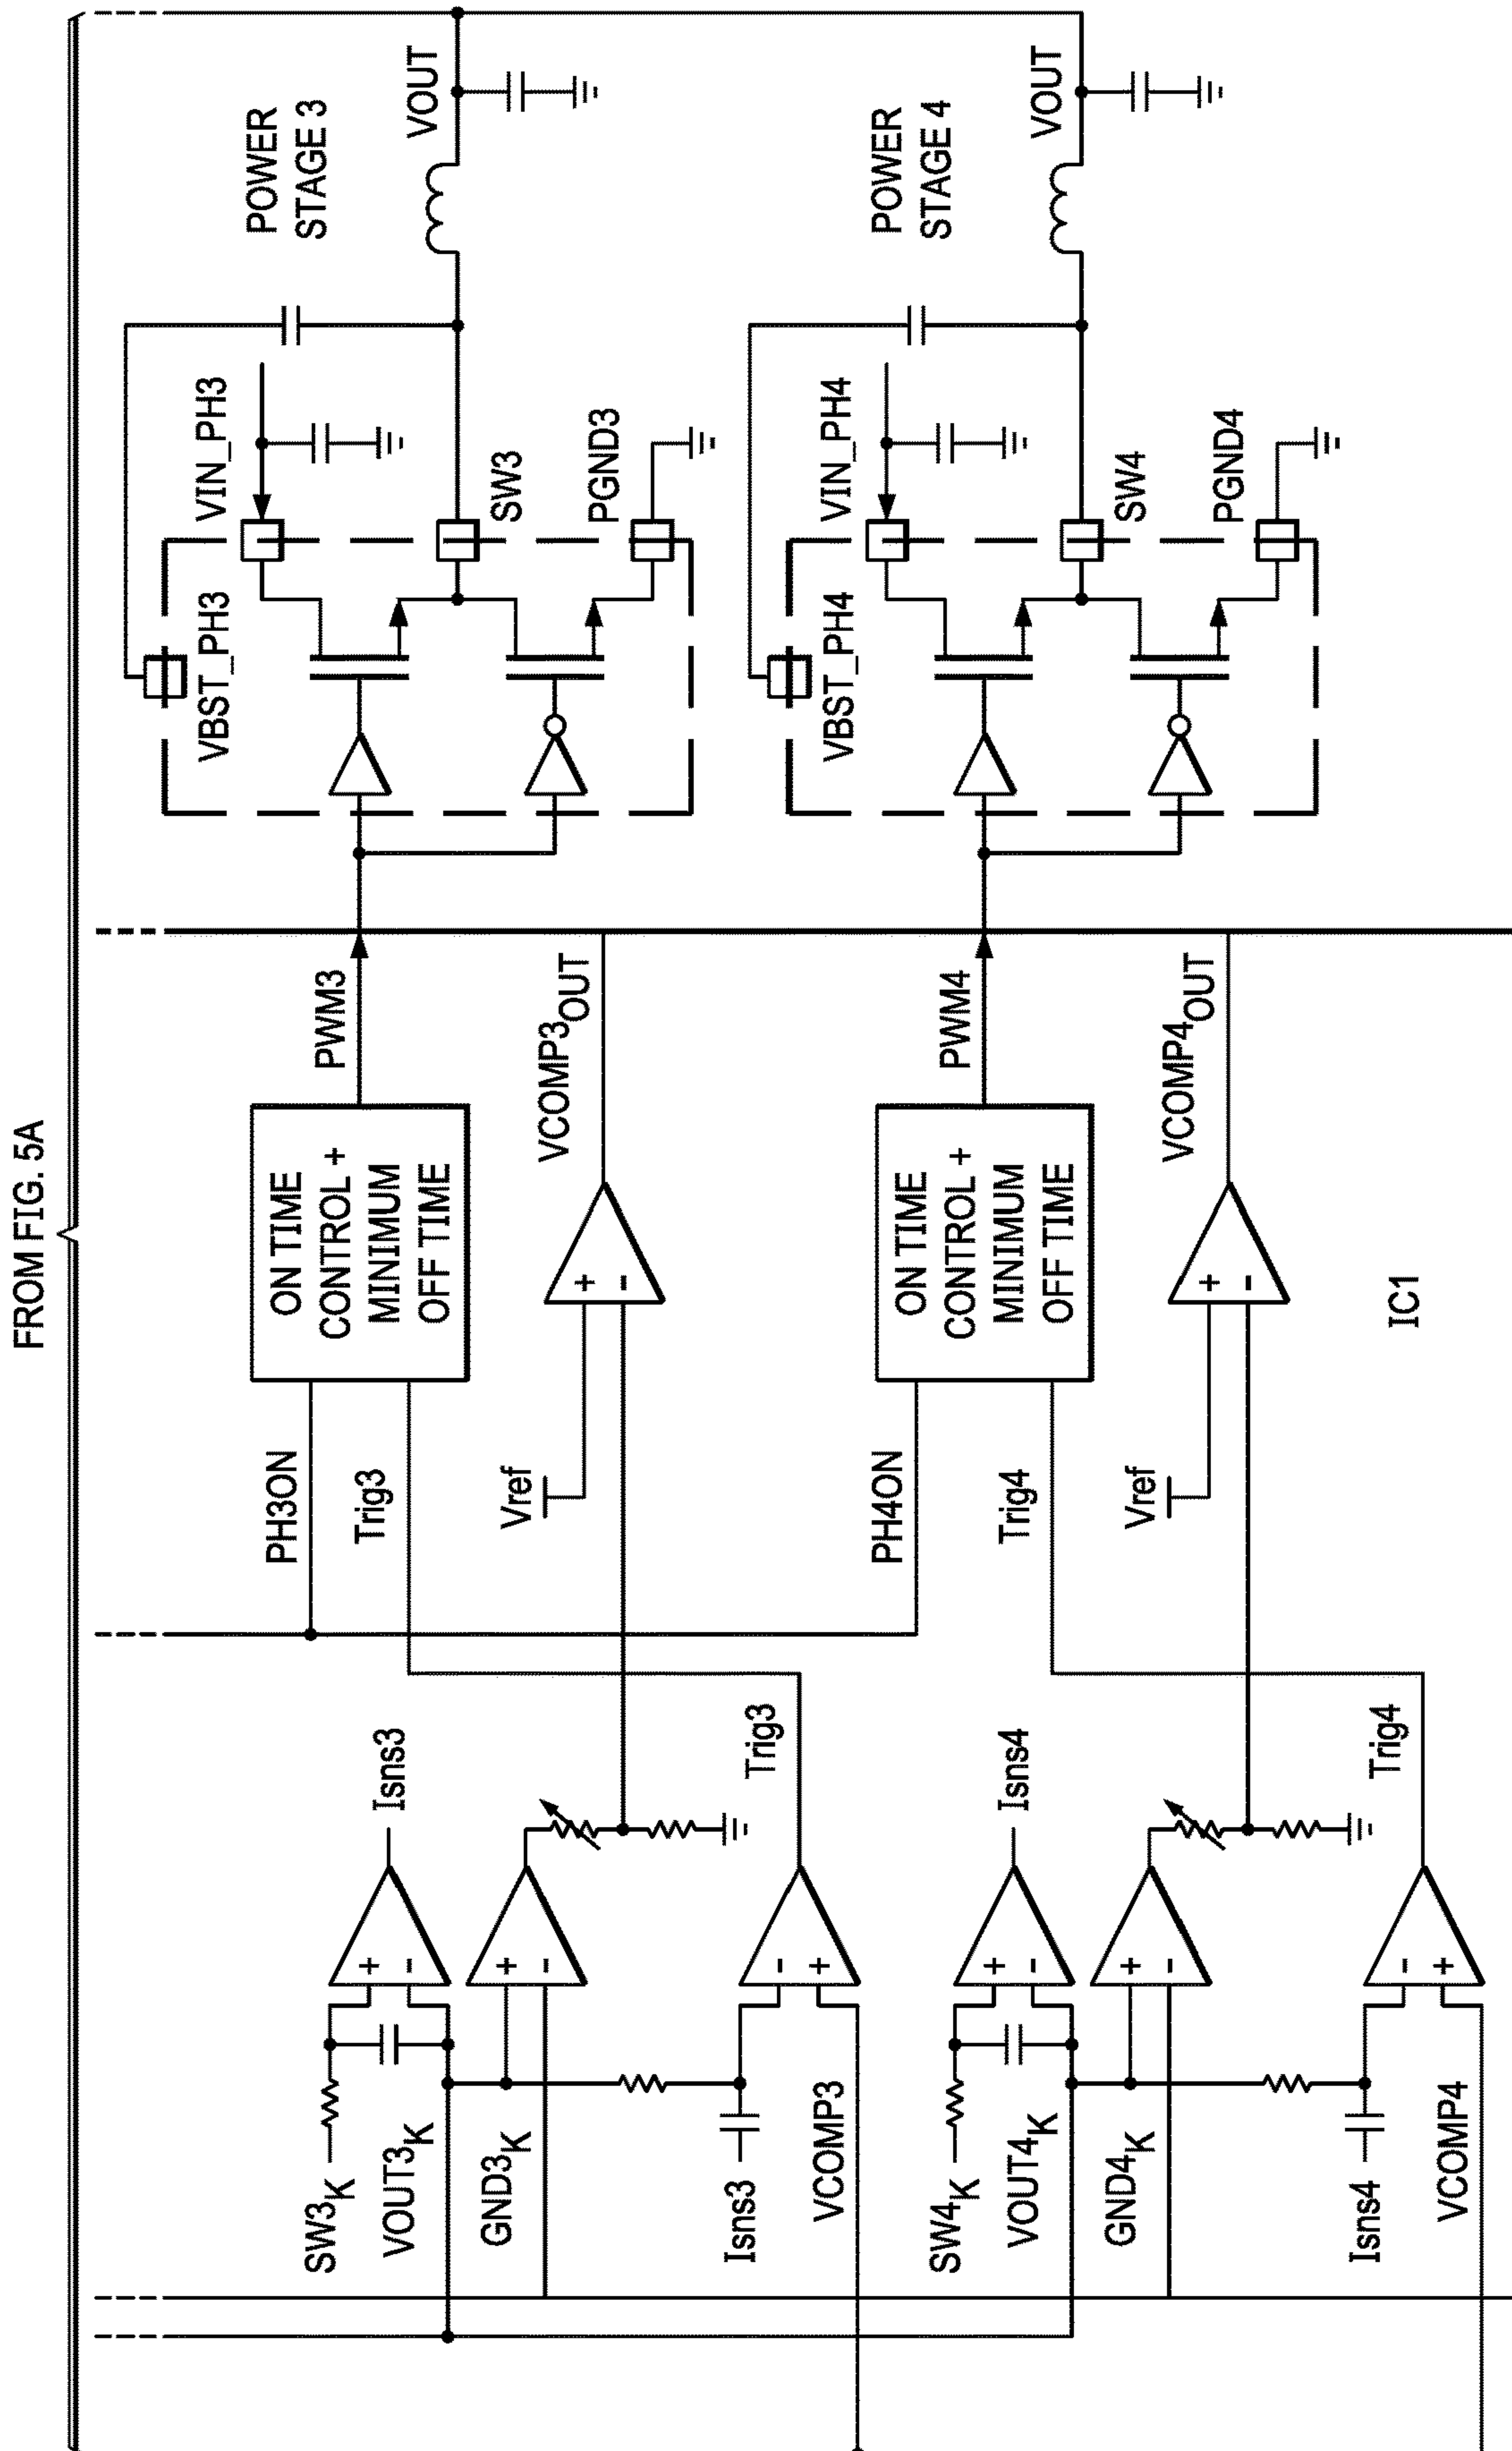 FROM FIG. 5A
SW3K
VOUT3K
GND3K
Isns3
VCOMP3
+
-
+
-
-
+
Isns3
Trig3
PH3ON
Trig3
Vref
ON TIME
CONTROL +
MINIMUM
OFF TIME
+
-
PWM3
VCOMP3OUT
VBST_PH3
VIN_PH3
SW3
PGND3
POWER
STAGE 3
VOUT
SW4K
VOUT4K
GND4K
Isns4
VCOMP4
+
-
+
-
-
+
Isns4
Trig4
PH4ON
Trig4
Vref
ON TIME
CONTROL +
MINIMUM
OFF TIME
+
-
PWM4
VCOMP4OUT
VBST_PH4
VIN_PH4
SW4
PGND4
POWER
STAGE 4
VOUT
IC1